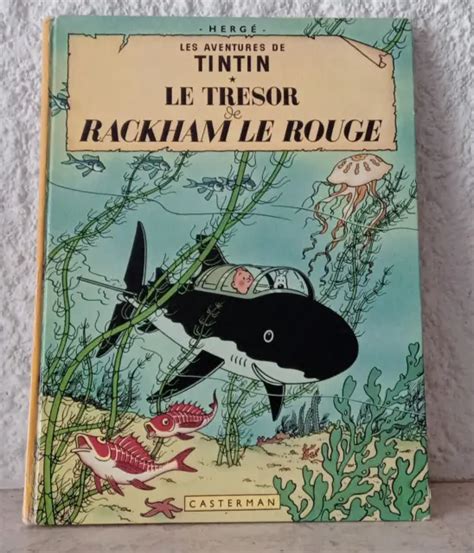 · HERGÉ ·
LES AVENTURES DE
TINTIN
*
LE TRESOR
de
RACKHAM LE ROUGE
CASTERMAN